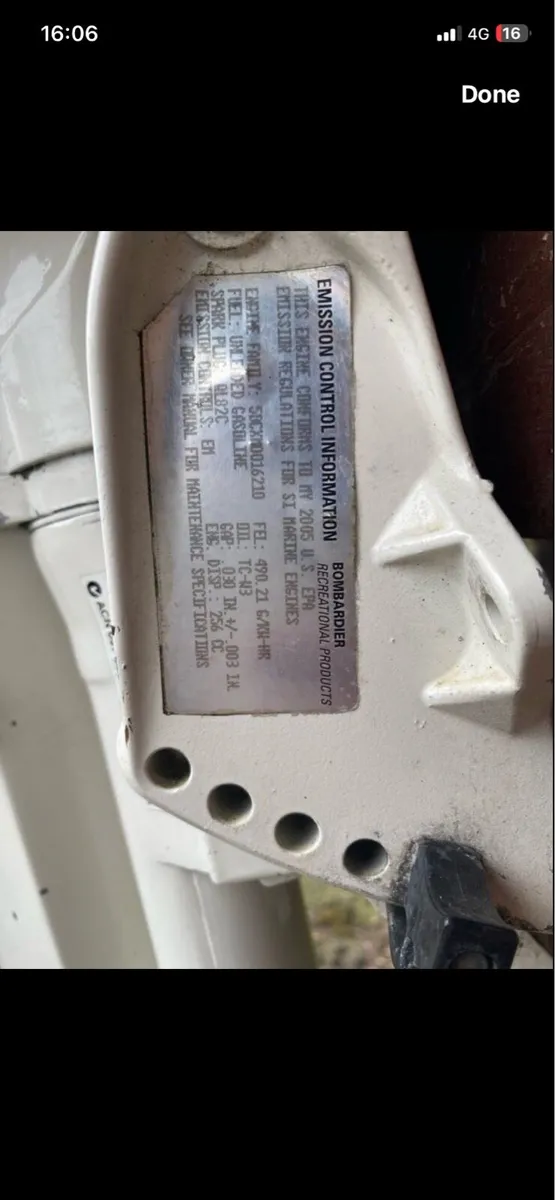 16:06
4G
16
Done
EMISSION CONTROL INFORMATION
BOMBARDIER
RECREATIONAL PRODUCTS
THIS ENGINE CONFORMS TO MY 2005 U.S. EPA
EMISSION REGULATIONS FOR SI MARINE ENGINES
ENGINE FAMILY: FEL: 490.21 G/KW-HR
FUEL: UNLEADED GASOLINE OIL: TC-W3
SPARK PLUG: QL82C GAP: .030 IN.+/-.003 IN.
EMISSION CONTROLS: EM ENG. DISP.: 256 CC
SEE OWNER MANUAL FOR MAINTENANCE SPECIFICATIONS